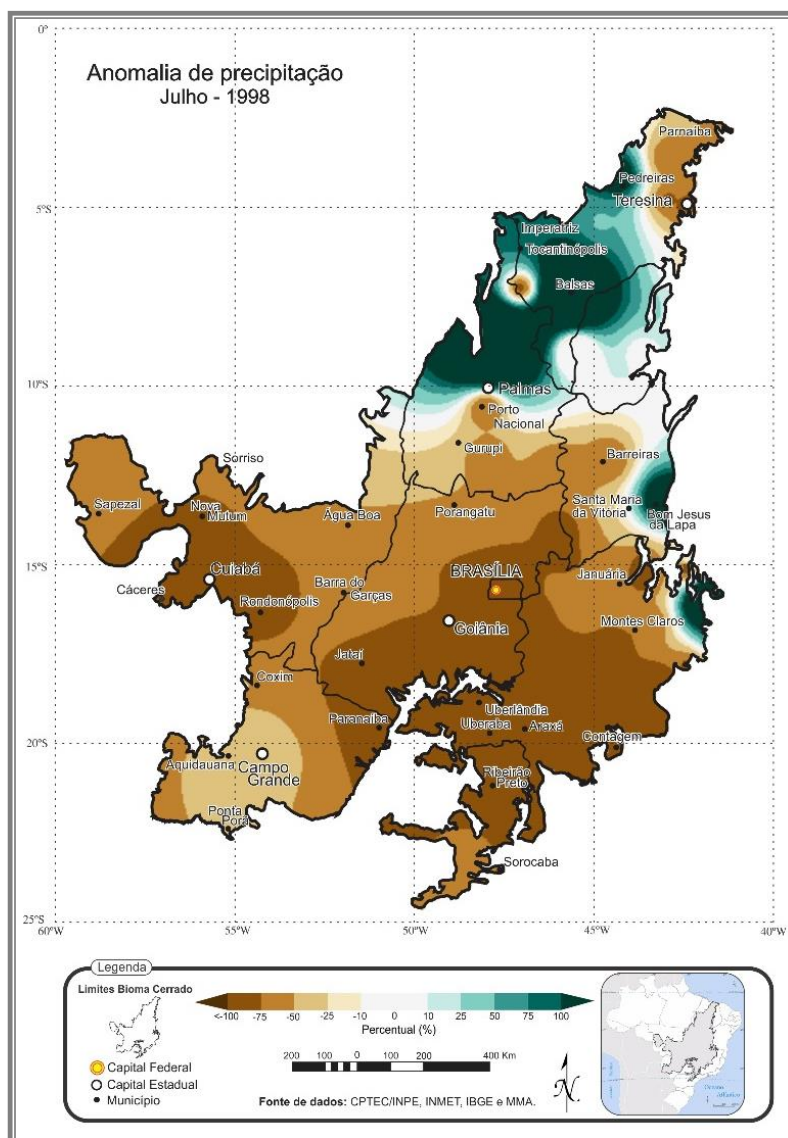 0°
Anomalia de precipitação
Julho - 1998
Parnaíba
Pedreiras
Teresina
5°S
Imperatriz
Tocantinópolis
Balsas
10°S
Palmas
Porto
Nacional
Gurupi
Barreiras
Sorriso
Sapezal
Nova
Mutum
Água Boa
Porangatu
Santa Maria
da Vitória
Bom Jesus
da Lapa
15°S
Cuiabá
BRASÍLIA
Januária
Cáceres
Barra do
Garças
Rondonópolis
Goiânia
Montes Claros
Jataí
Coxim
Paranaíba
Uberlândia
Uberaba
Araxá
Contagem
20°S
Aquidauana
Campo
Grande
Ribeirão
Preto
Ponta
Porã
Sorocaba
25°S
60°W
55°W
50°W
45°W
40°W
Legenda
Limites Bioma Cerrado
<-100 -75 -50 -25 -10 0 10 25 50 75 100
Percentual (%)
Capital Federal
Capital Estadual
Município
200 100 0 100 200 400 Km
N
Fonte de dados: CPTEC/INPE, INMET, IBGE e MMA.
Oceano
Atlântico